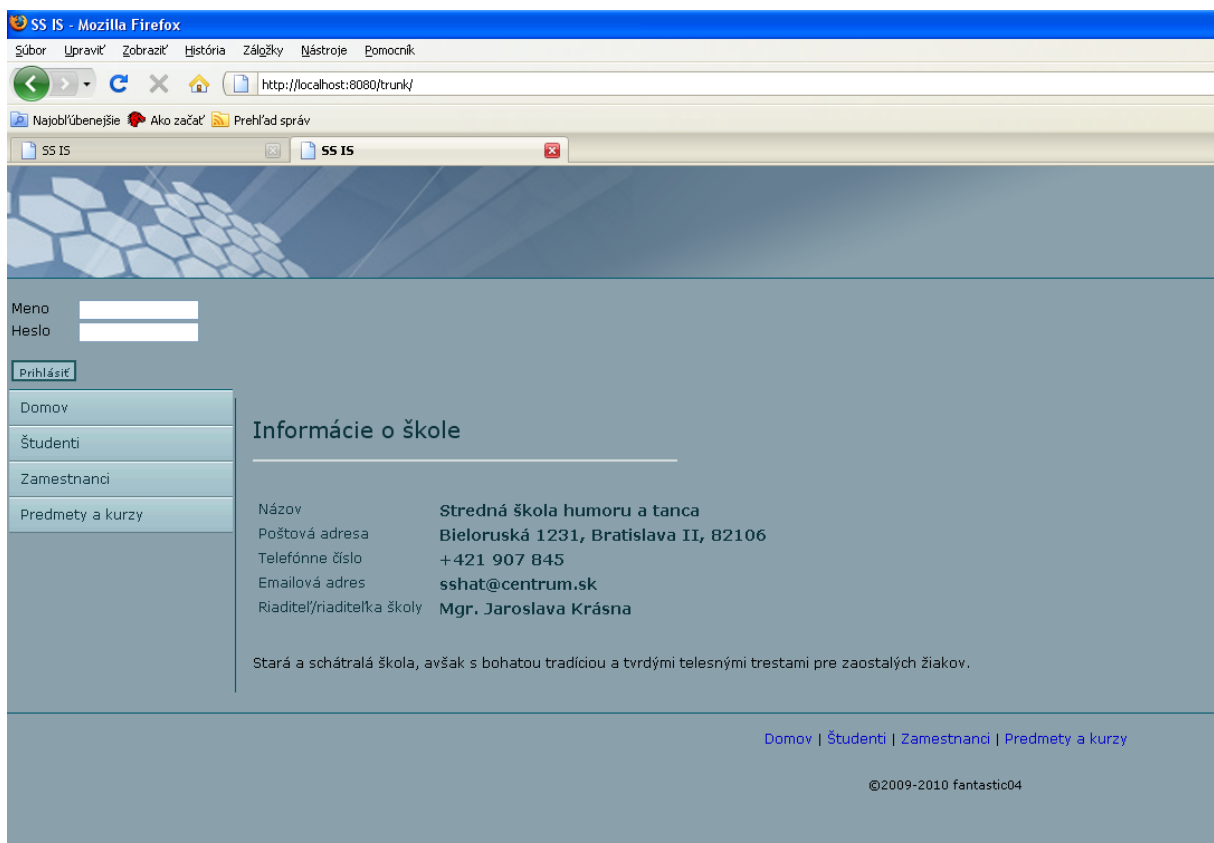 SS IS - Mozilla Firefox
Súbor Upraviť Zobraziť História Záložky Nástroje Pomocník
http://localhost:8080/trunk/
Najobľúbenejšie Ako začať Prehľad správ
SS IS SS IS
Meno
Heslo
Prihlásiť
Domov
Študenti
Zamestnanci
Predmety a kurzy
Informácie o škole
Názov Stredná škola humoru a tanca
Poštová adresa Bieloruská 1231, Bratislava II, 82106
Telefónne číslo +421 907 845
Emailová adres sshat@centrum.sk
Riaditeľ/riaditeľka školy Mgr. Jaroslava Krásna
Stará a schátralá škola, avšak s bohatou tradíciou a tvrdými telesnými trestami pre zaostalých žiakov.
Domov | Študenti | Zamestnanci | Predmety a kurzy
©2009-2010 fantastic04